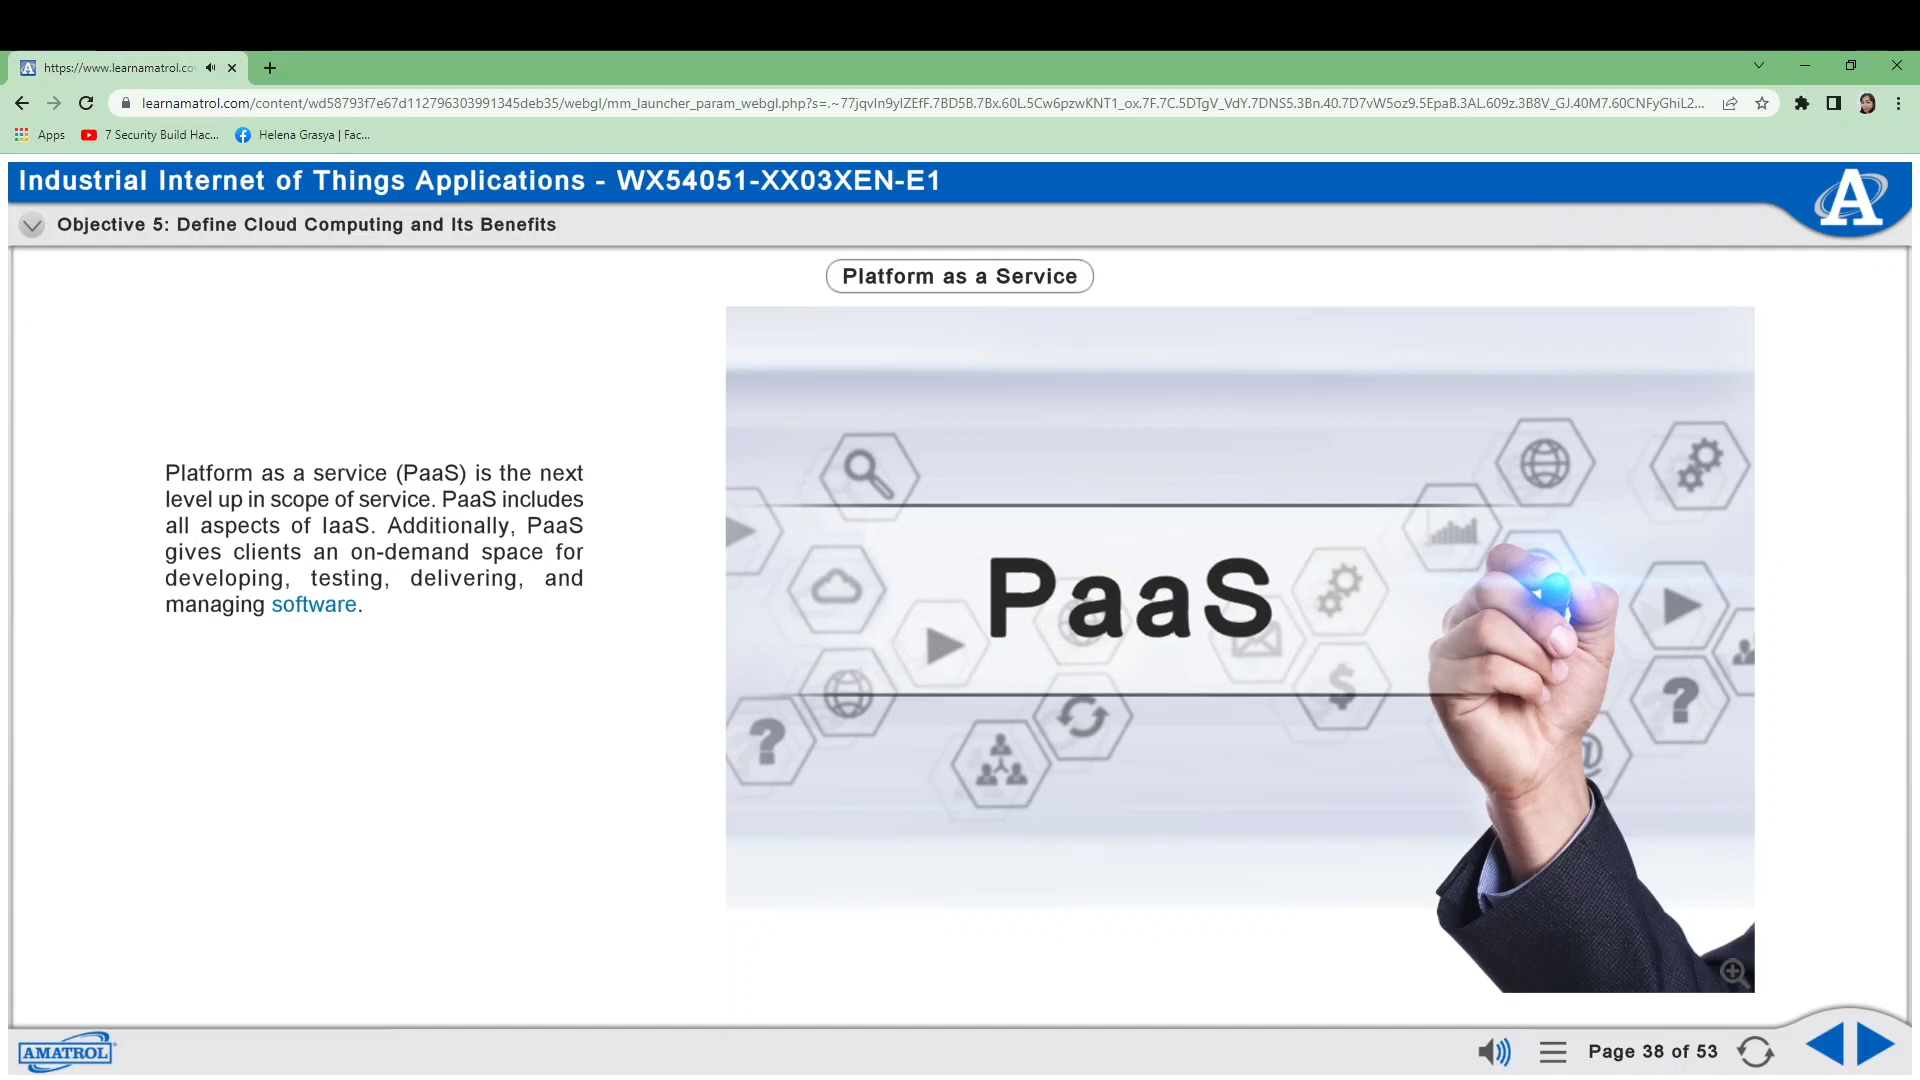 https://www.learnamatrol.co
learnamatrol.com/content/wd58793f7e67d112796303991345deb35/webgl/mm_launcher_param_webgl.php?s=.~77jqvIn9yIZEfF.7BD5B.7Bx.60L.5Cw6pzwKNT1_ox.7F.7C.5DTgV_VdY.7DNS5.3Bn.40.7D7vW5oz9.5EpaB.3AL.609z.3B8V_GJ.40M7.60CNFyGhiL2...
Apps
7 Security Build Hac...
Helena Grasya | Fac...
Industrial Internet of Things Applications - WX54051-XX03XEN-E1
A
Objective 5: Define Cloud Computing and Its Benefits
Platform as a Service
Platform as a service (PaaS) is the next
level up in scope of service. PaaS includes
all aspects of IaaS. Additionally, PaaS
gives clients an on-demand space for
developing, testing, delivering, and
managing software.
PaaS
AMATROL
Page 38 of 53